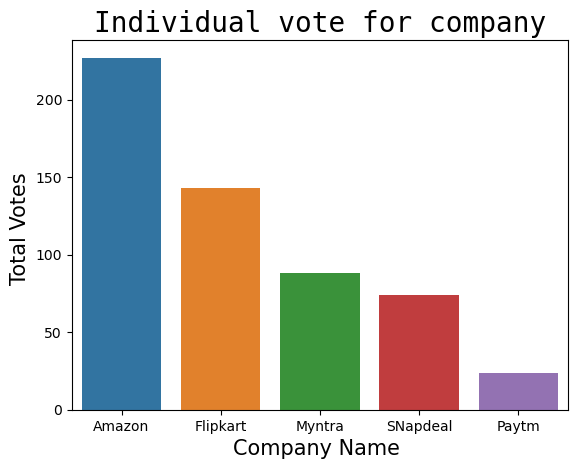 Individual vote for company
Total Votes
200
150
100
50
0
Amazon Flipkart Myntra SNapdeal Paytm
Company Name